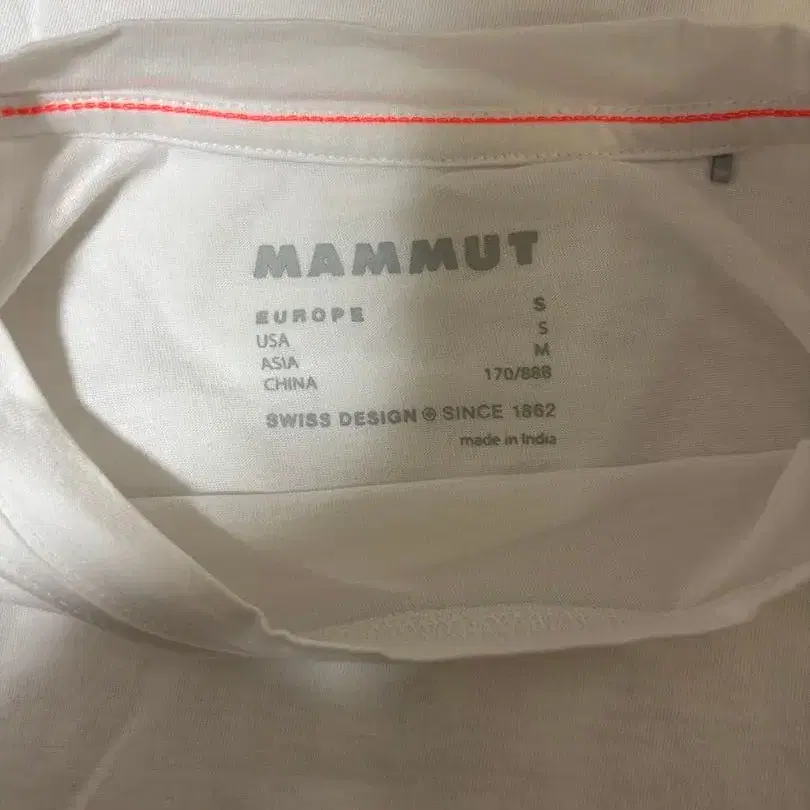 MAMMUT
EUROPE S
USA S
ASIA M
CHINA 170/88B
SWISS DESIGN SINCE 1862
made in India